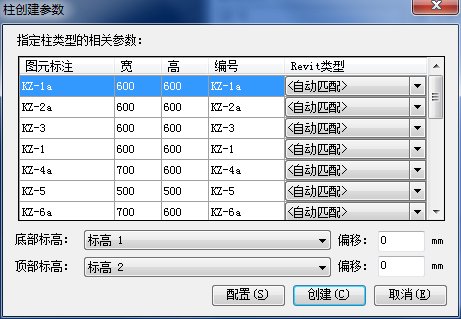 柱创建参数
指定柱类型的相关参数:
图元标注 宽 高 编号 Revit类型
KZ-1a 600 600 KZ-1a <自动匹配>
KZ-2a 600 600 KZ-2a <自动匹配>
KZ-3 600 600 KZ-3 <自动匹配>
KZ-1 600 600 KZ-1 <自动匹配>
KZ-4a 700 600 KZ-4a <自动匹配>
KZ-5 500 500 KZ-5 <自动匹配>
KZ-6a 700 600 KZ-6a <自动匹配>
底部标高: 标高 1 偏移: 0 mm
顶部标高: 标高 2 偏移: 0 mm
配置(S) 创建(C) 取消(E)